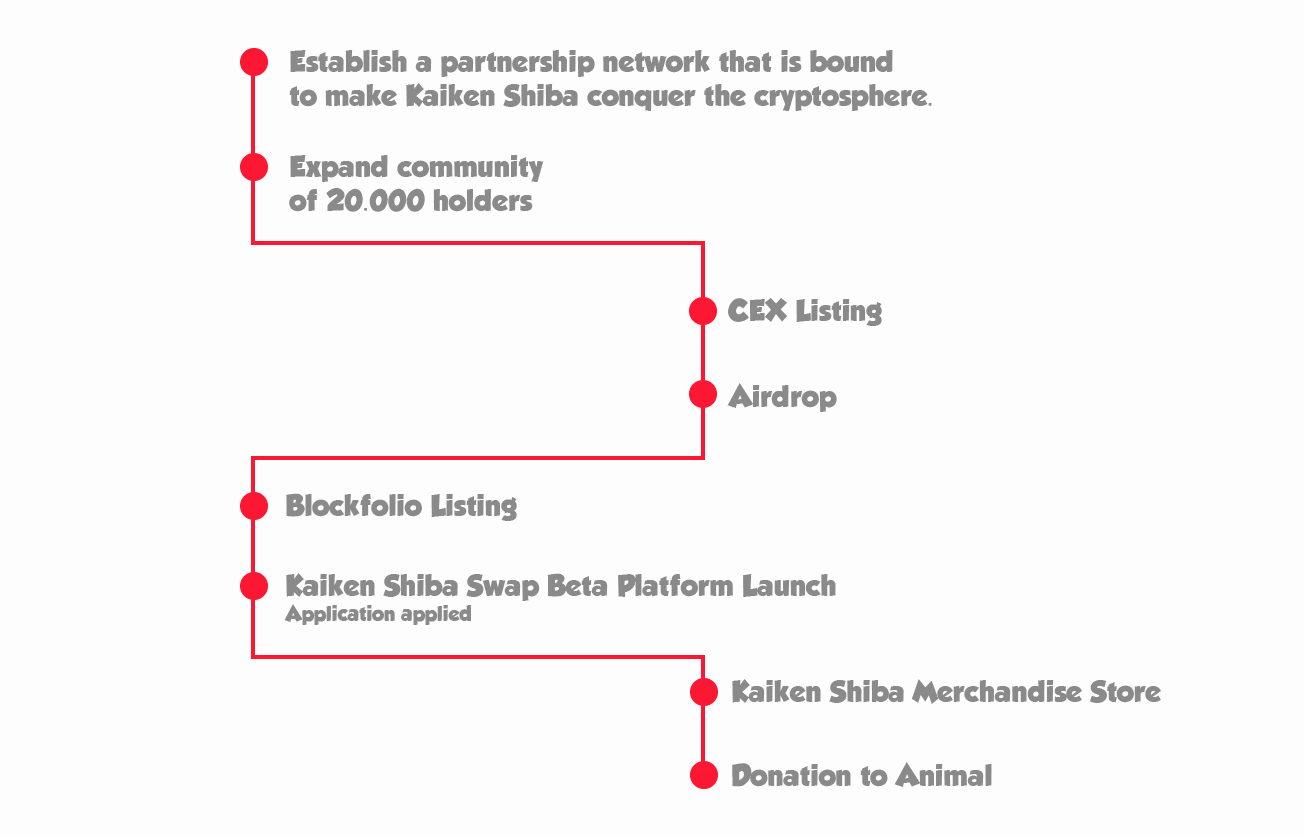 Establish a partnership network that is bound
to make Kaiken Shiba conquer the cryptosphere.
Expand community
of 20.000 holders
CEX Listing
Airdrop
Blockfolio Listing
Kaiken Shiba Swap Beta Platform Launch
Application applied
Kaiken Shiba Merchandise Store
Donation to Animal